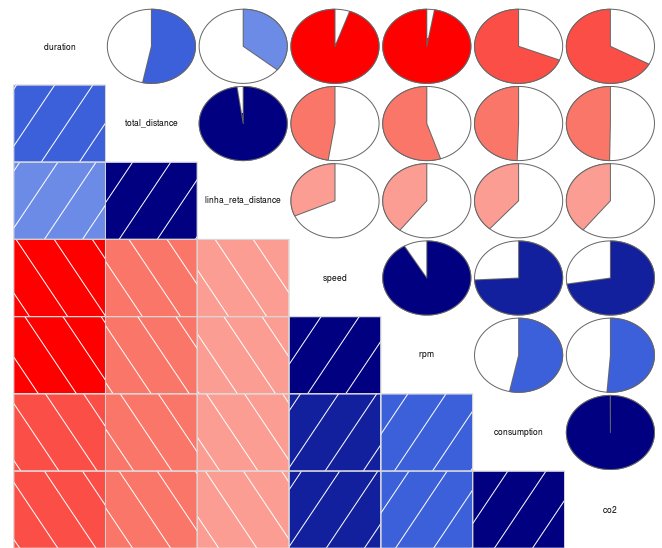 duration
total_distance
linha_reta_distance
speed
rpm
consumption
co2